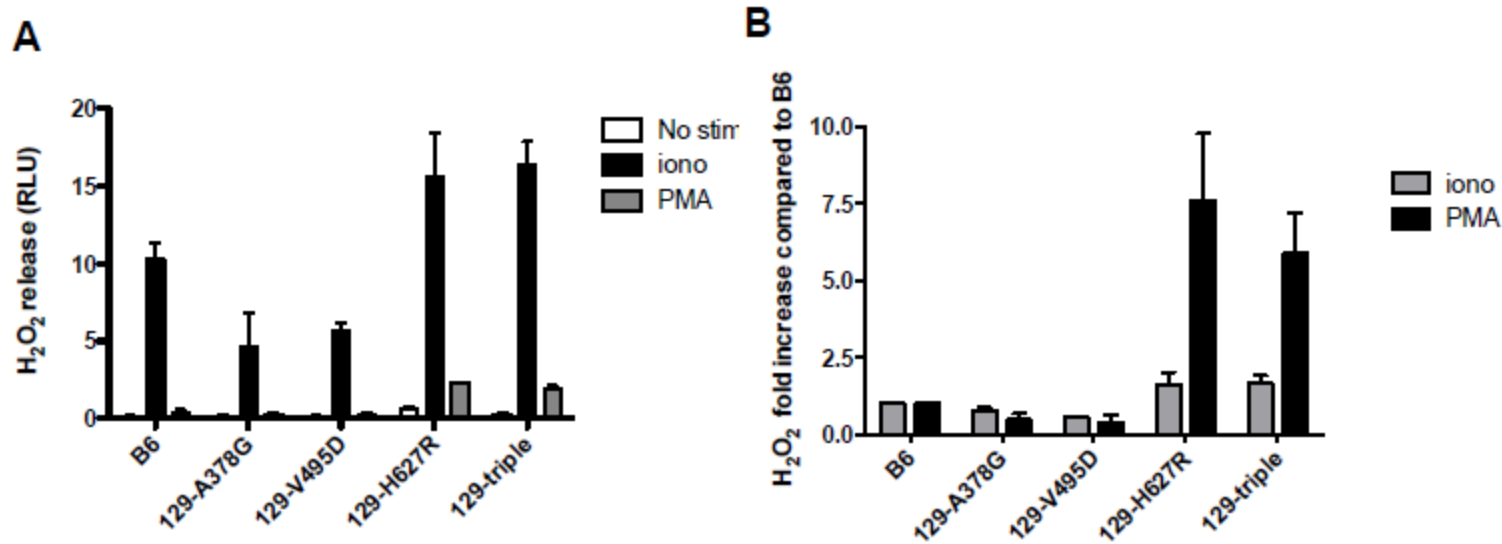 A
H2O2 release (RLU)
20
15
10
5
0
B6
129-A378G
129-V495D
129-H627R
129-triple
No stim
iono
PMA
B
H2O2 fold increase compared to B6
10.0
7.5
5.0
2.5
0.0
B6
129-A378G
129-V495D
129-H627R
129-triple
iono
PMA